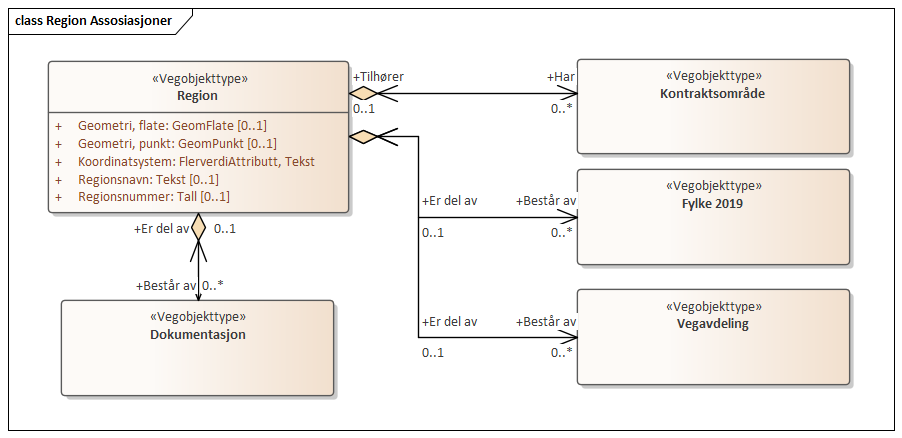 class Region Assosiasjoner
«Vegobjekttype»
Region
+ Geometri, flate: GeomFlate [0..1]
+ Geometri, punkt: GeomPunkt [0..1]
+ Koordinatsystem: FlerverdiAttributt, Tekst
+ Regionsnavn: Tekst [0..1]
+ Regionsnummer: Tall [0..1]
+Tilhører
0..1
+Har
0..*
«Vegobjekttype»
Kontraktsområde
+Er del av
0..1
+Består av
0..*
«Vegobjekttype»
Fylke 2019
+Er del av
0..1
+Består av
0..*
«Vegobjekttype»
Vegavdeling
+Er del av
0..1
+Består av
0..*
«Vegobjekttype»
Dokumentasjon